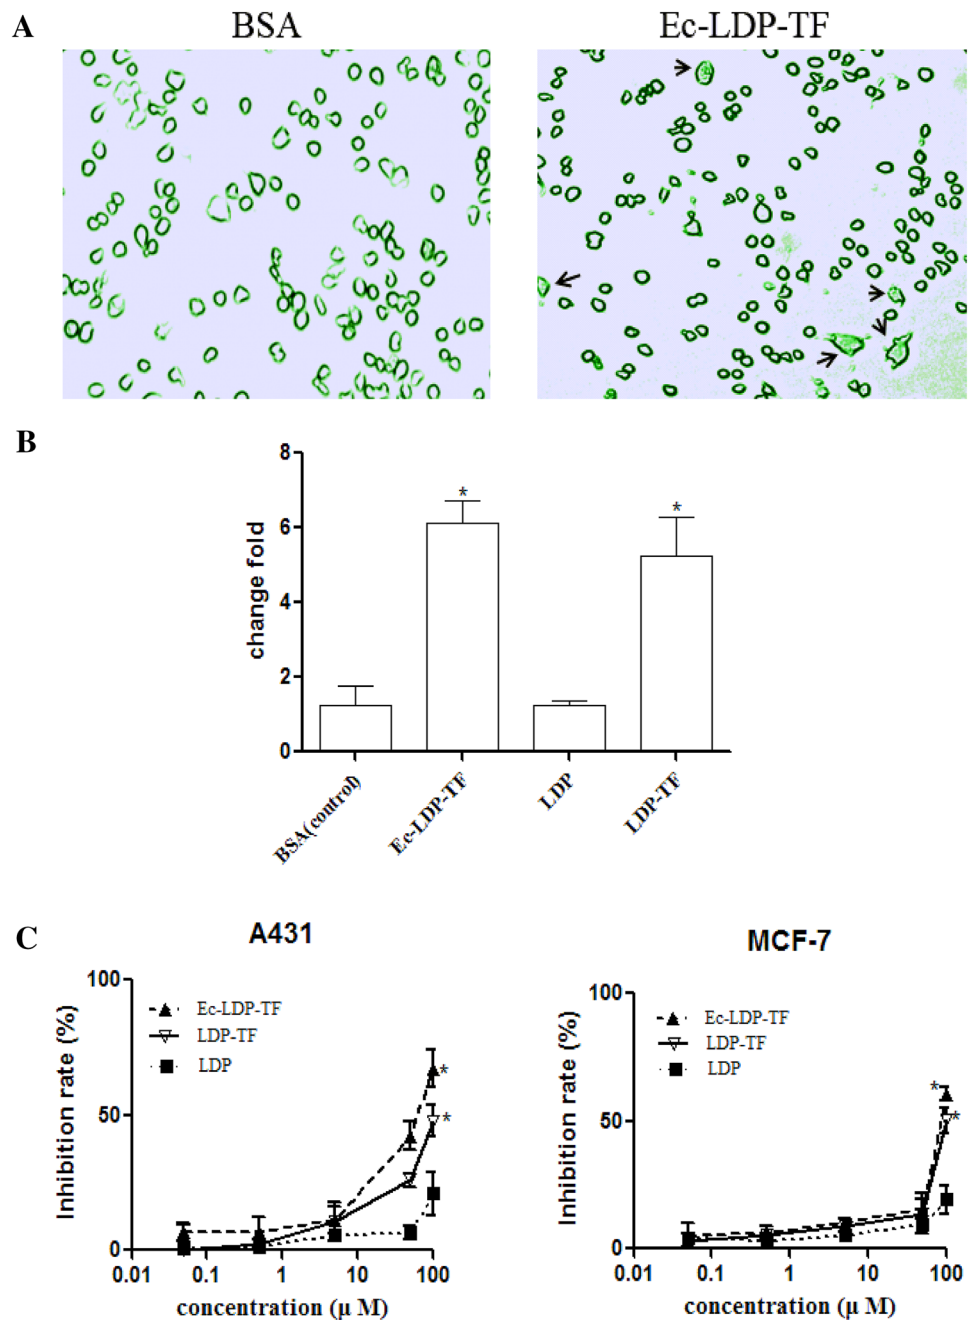 A
BSA
Ec-LDP-TF
B
8
6
4
2
0
change fold
*
*
BSA(control)
Ec-LDP-TF
LDP
LDP-TF
C
A431
100
50
0
Inhibition rate (%)
Ec-LDP-TF
LDP-TF
LDP
*
*
0.01
0.1
1
10
100
concentration (μ M)
MCF-7
100
50
0
Inhibition rate (%)
Ec-LDP-TF
LDP-TF
LDP
*
*
0.01
0.1
1
10
100
concentration (μ M)